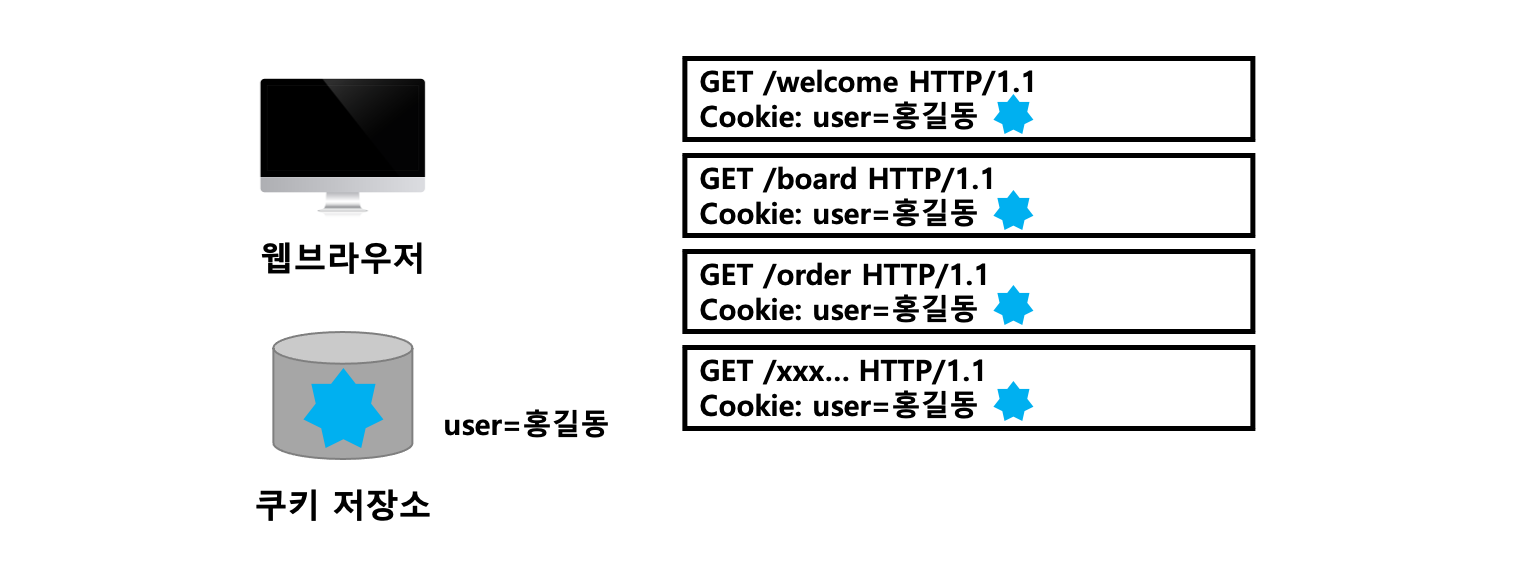 웹브라우저
쿠키 저장소
user=홍길동
GET /welcome HTTP/1.1
Cookie: user=홍길동
GET /board HTTP/1.1
Cookie: user=홍길동
GET /order HTTP/1.1
Cookie: user=홍길동
GET /xxx... HTTP/1.1
Cookie: user=홍길동